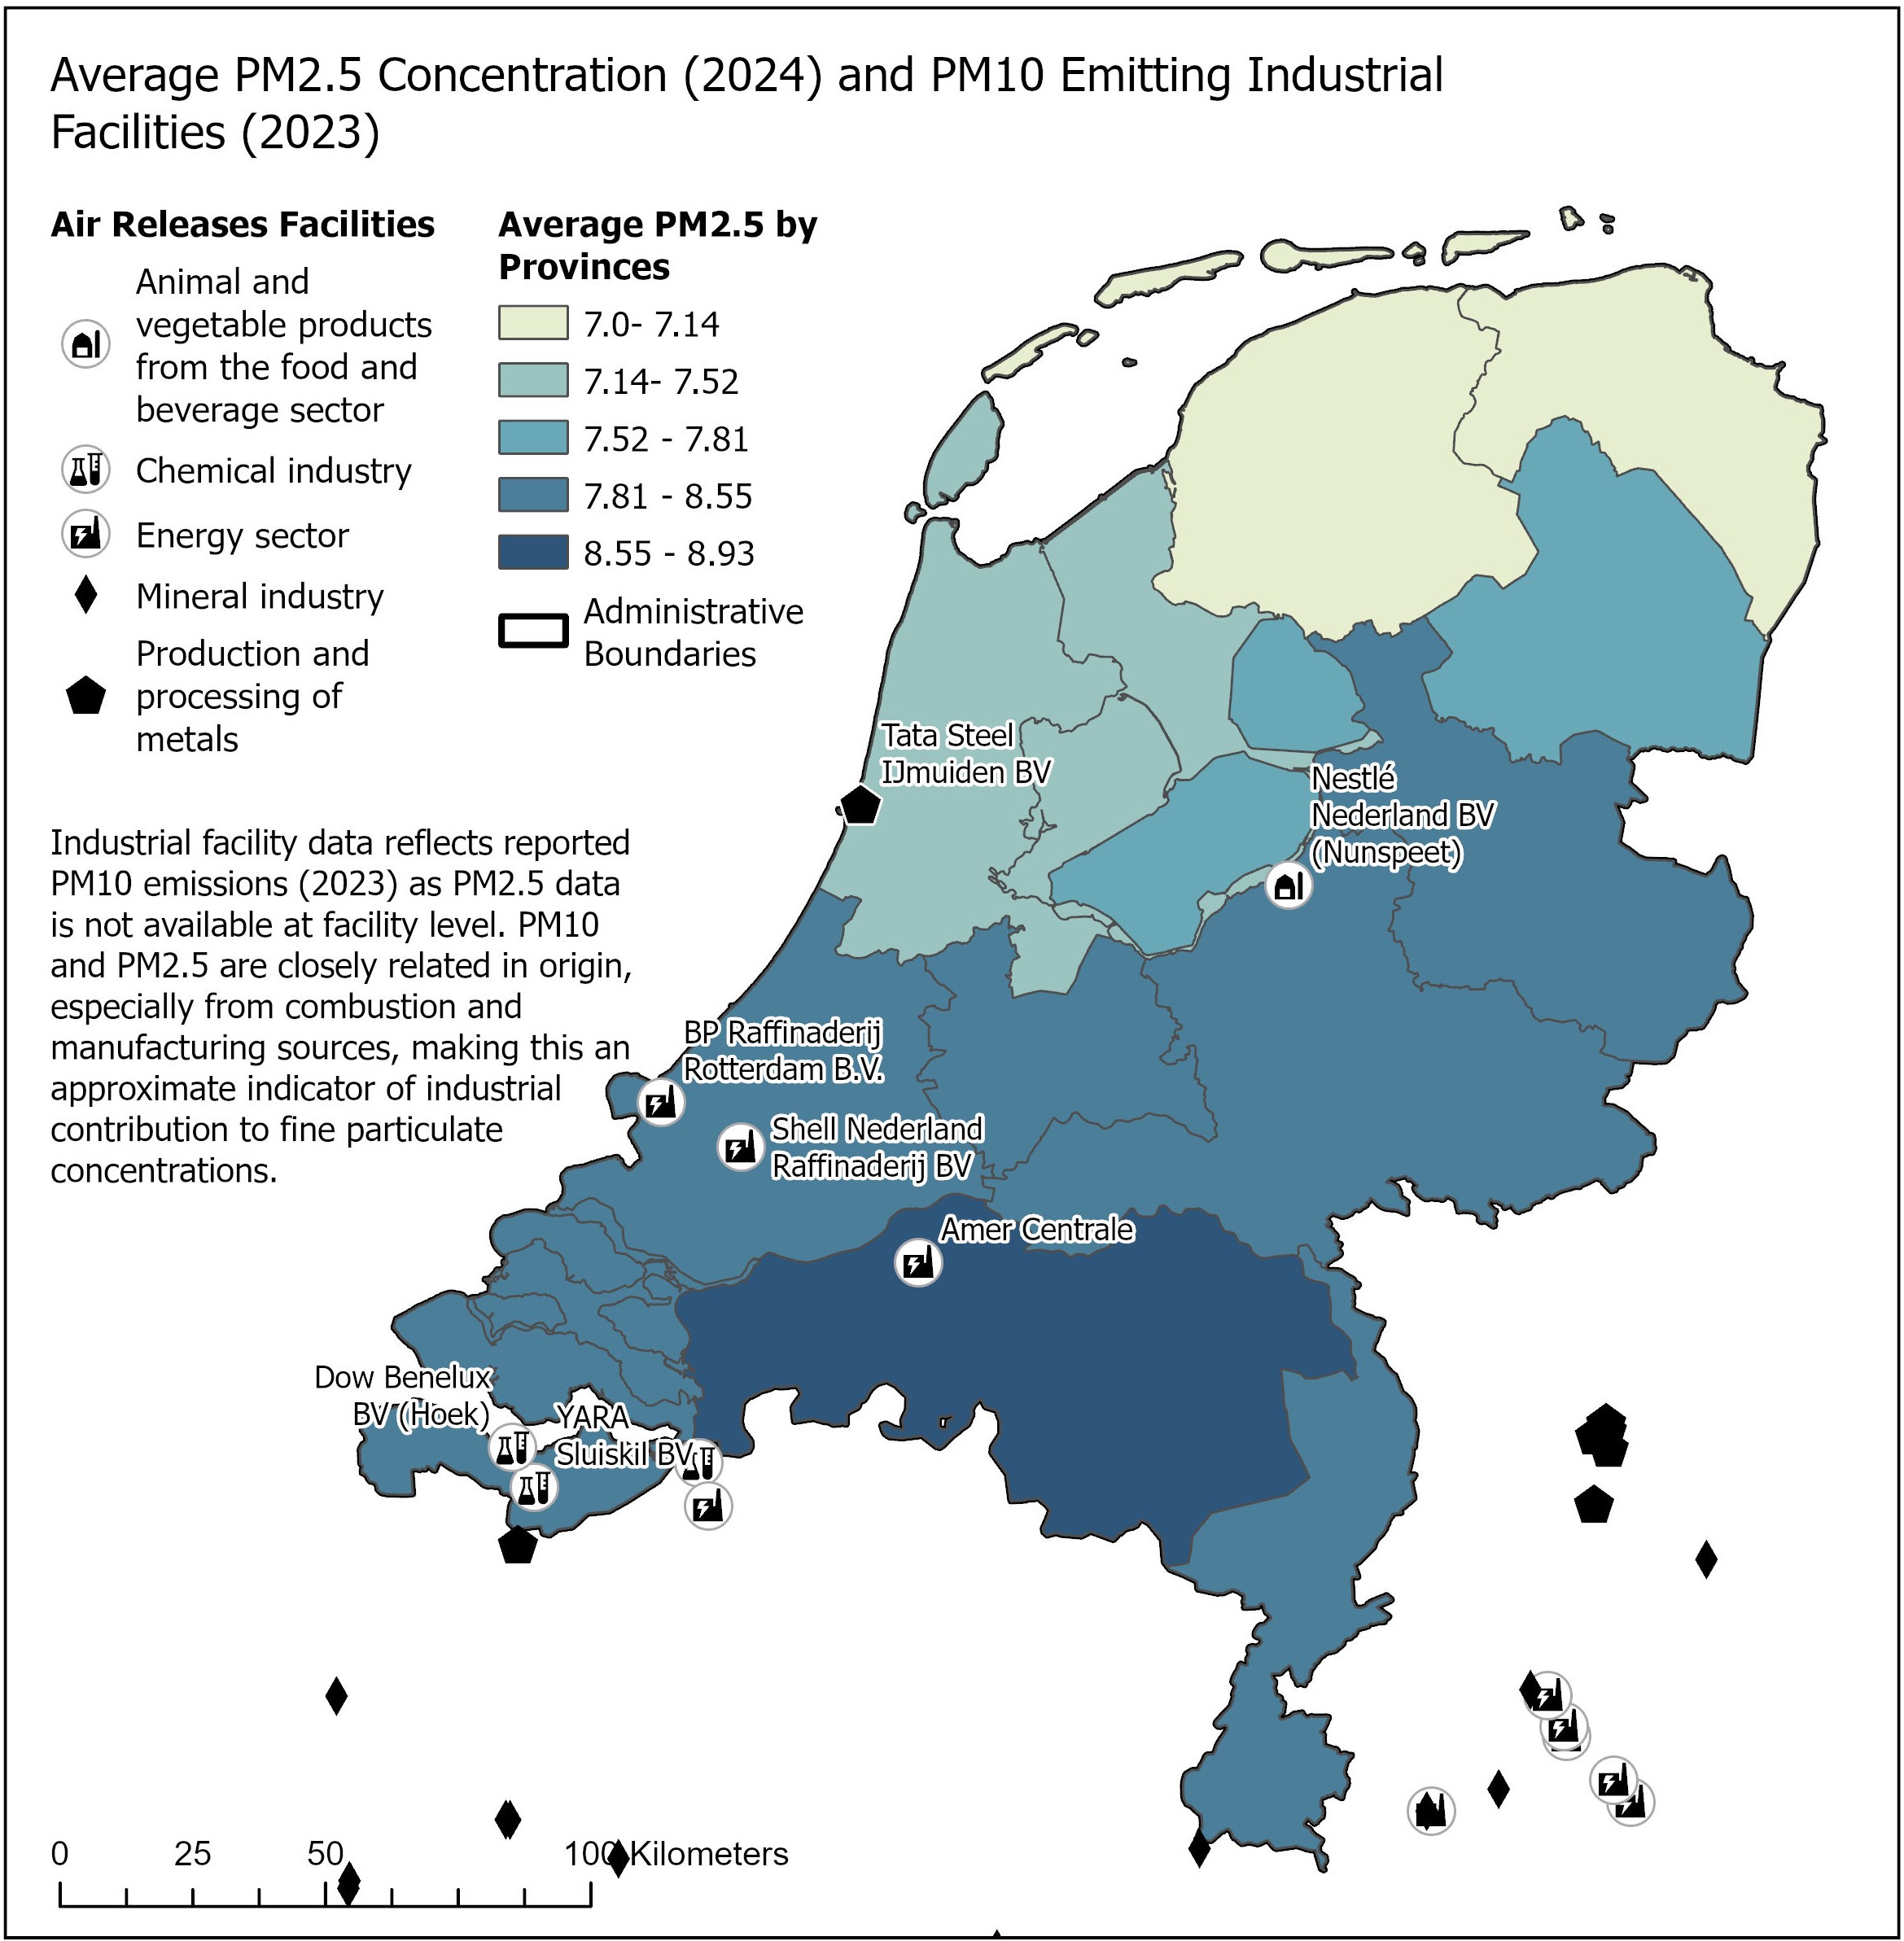 Average PM2.5 Concentration (2024) and PM10 Emitting Industrial
Facilities (2023)
Air Releases Facilities
Animal and
vegetable products
from the food and
beverage sector
Chemical industry
Energy sector
Mineral industry
Production and
processing of
metals
Average PM2.5 by
Provinces
7.0- 7.14
7.14- 7.52
7.52 - 7.81
7.81 - 8.55
8.55 - 8.93
Administrative
Boundaries
Industrial facility data reflects reported
PM10 emissions (2023) as PM2.5 data
is not available at facility level. PM10
and PM2.5 are closely related in origin,
especially from combustion and
manufacturing sources, making this an
approximate indicator of industrial
contribution to fine particulate
concentrations.
Tata Steel
IJmuiden BV
Nestlé
Nederland BV
(Nunspeet)
BP Raffinaderij
Rotterdam B.V.
Shell Nederland
Raffinaderij BV
Amer Centrale
Dow Benelux
BV (Hoek)
YARA
Sluiskil BV
0 25 50 100 Kilometers